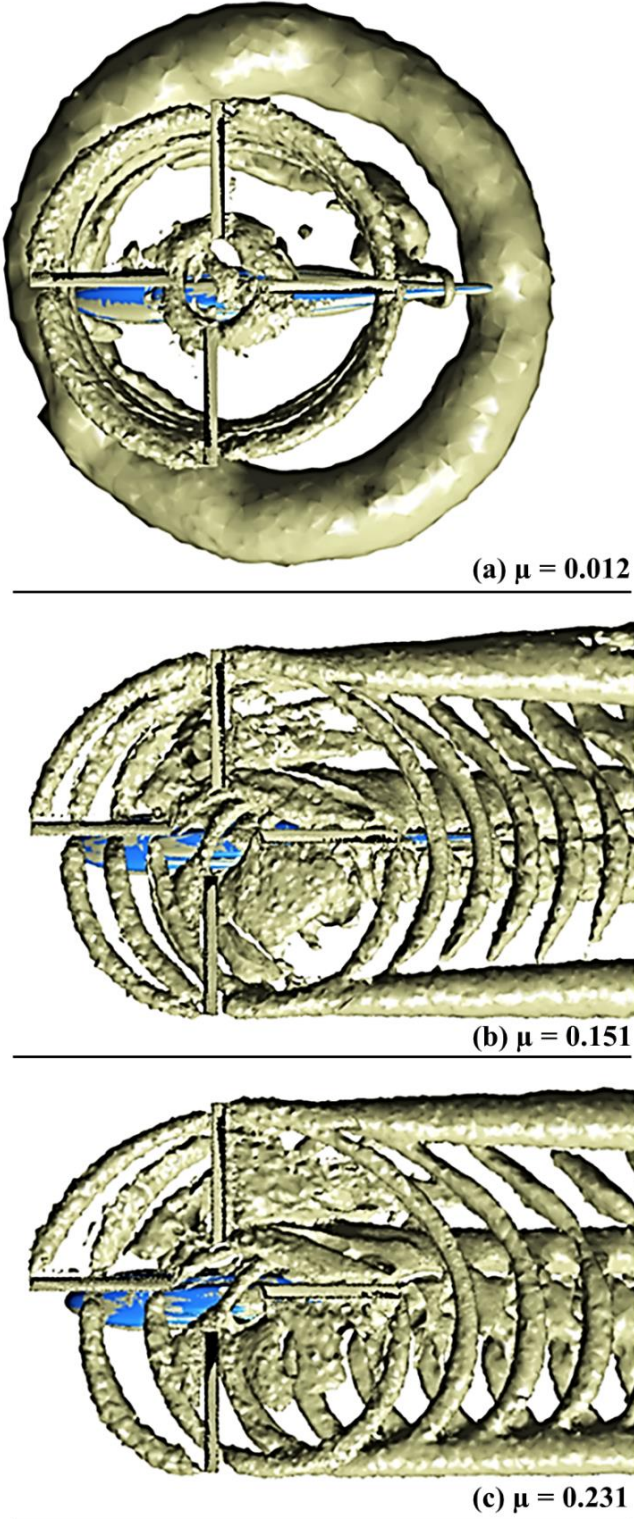 (a) μ = 0.012
(b) μ = 0.151
(c) μ = 0.231